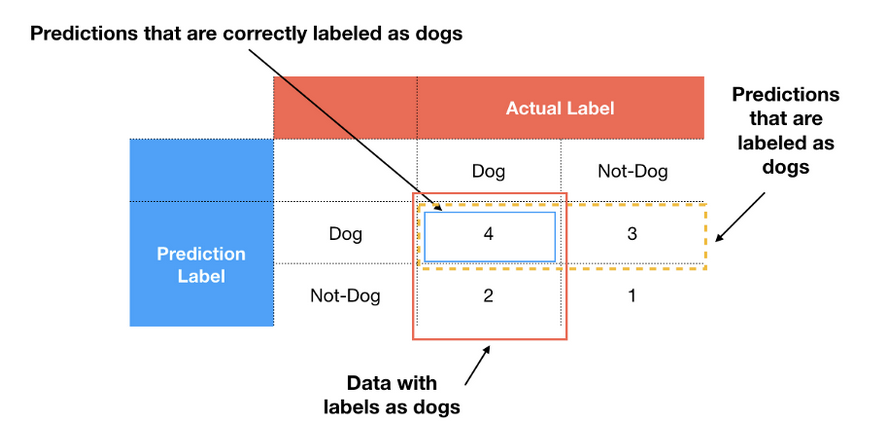 Predictions that are correctly labeled as dogs
Actual Label
Predictions
that are
labeled as
dogs
Dog
Not-Dog
Prediction
Label
Dog
4
3
Not-Dog
2
1
Data with
labels as dogs